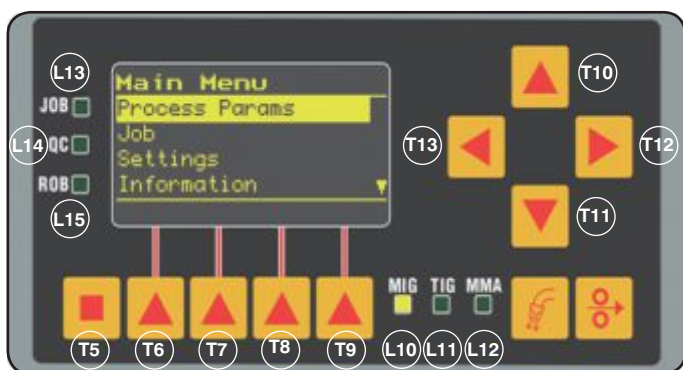 L13
JOB
L14 QC
ROB
L15
Main Menu
Process Params
Job
Settings
Information
T10
T13
T12
T11
MIG TIG MMA
T5 T6 T7 T8 T9
L10 L11 L12